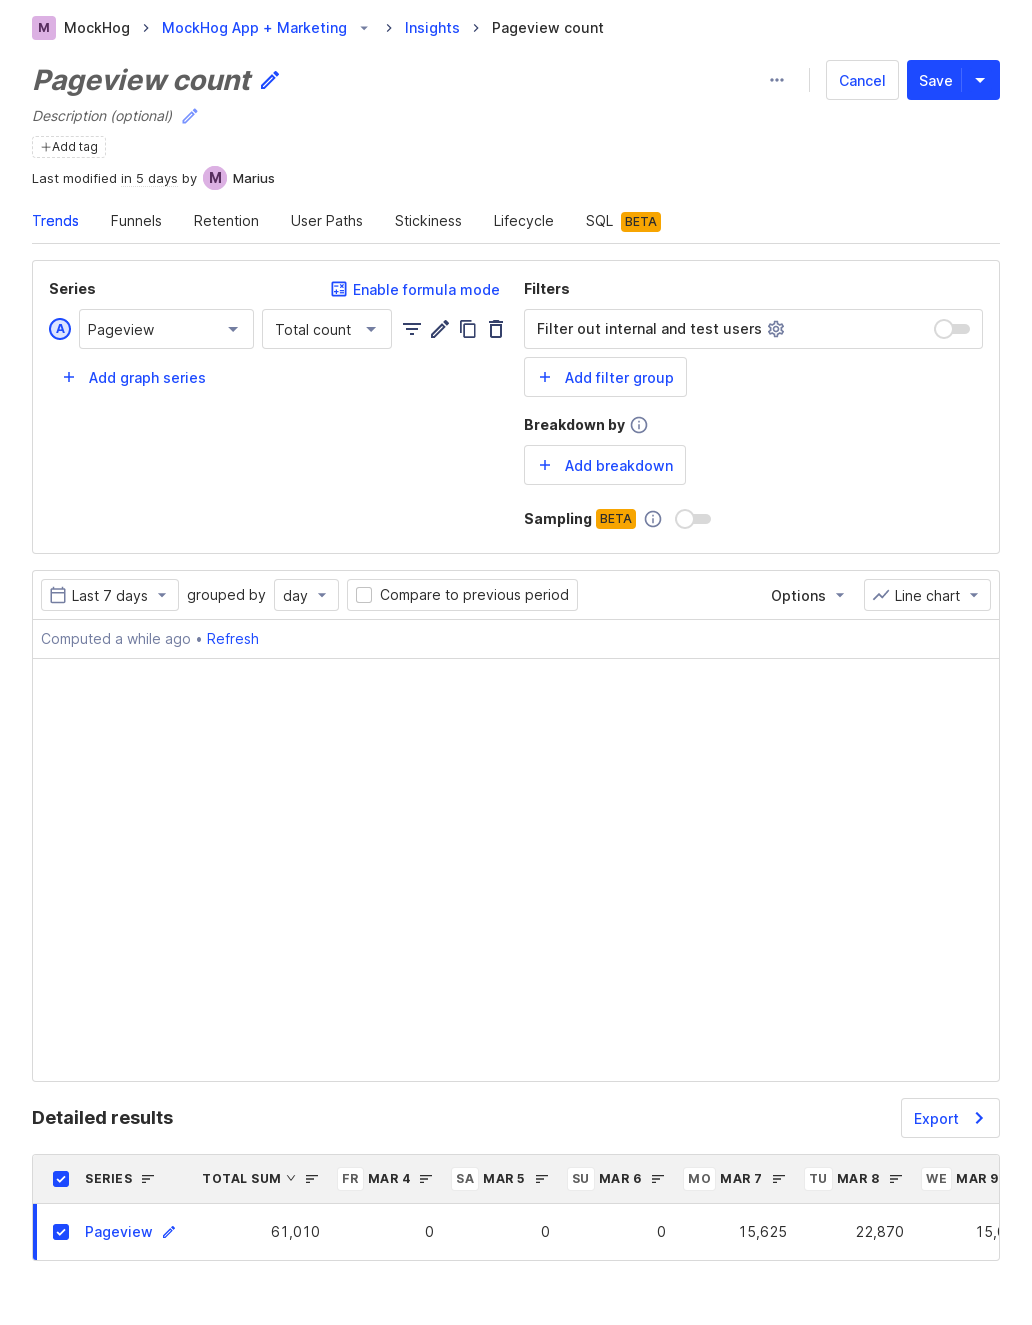 M MockHog > MockHog App + Marketing > Insights > Pageview count
Pageview count
Cancel
Save
Description (optional)
+Add tag
Last modified in 5 days by M Marius
Trends Funnels Retention User Paths Stickiness Lifecycle SQL BETA
Series
Enable formula mode
A Pageview Total count
+ Add graph series
Filters
Filter out internal and test users
+ Add filter group
Breakdown by
+ Add breakdown
Sampling BETA
Last 7 days grouped by day Compare to previous period Options Line chart
Computed a while ago • Refresh
Detailed results
Export
SERIES TOTAL SUM FR MAR 4 SA MAR 5 SU MAR 6 MO MAR 7 TU MAR 8 WE MAR 9
Pageview 61,010 0 0 0 15,625 22,870